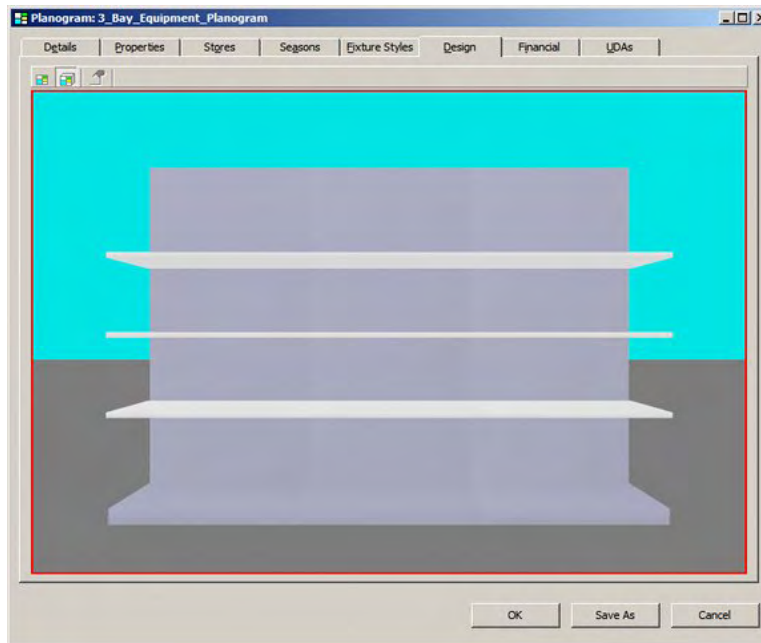 Planogram: 3_Bay_Equipment_Planogram
Details Properties Stores Seasons Fixture Styles Design Financial UDAs
OK Save As Cancel